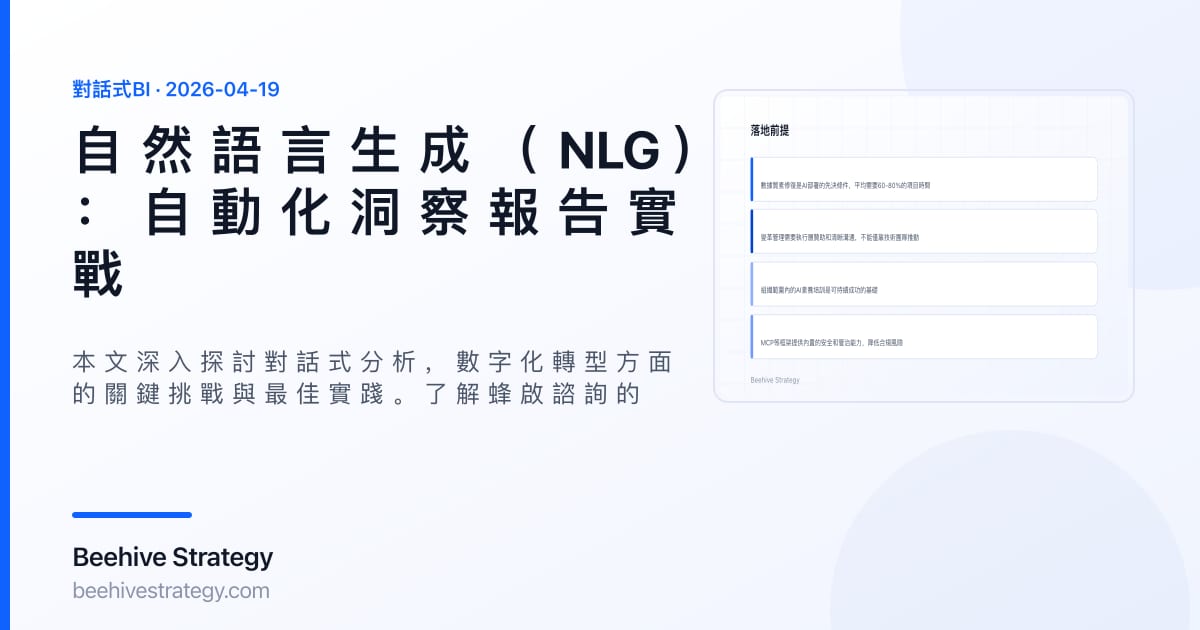 對話式BI · 2026-04-19
自然語言生成（NLG）
：自動化洞察報告實
戰
本文深入探討對話式分析，數字化轉型方面
的關鍵挑戰與最佳實踐。了解蜂啟諮詢的
Beehive Strategy
beehivestrategy.com
落地前提
數據質素修復是AI部署的先決條件，平均需要60-80%的項目時間
變革管理需要執行層贊助和清晰溝通，不能僅靠技術團隊推動
組織範圍內的AI素養培訓是可持續成功的基礎
MCP等框架提供內置的安全和管治能力，降低合規風險
Beehive Strategy